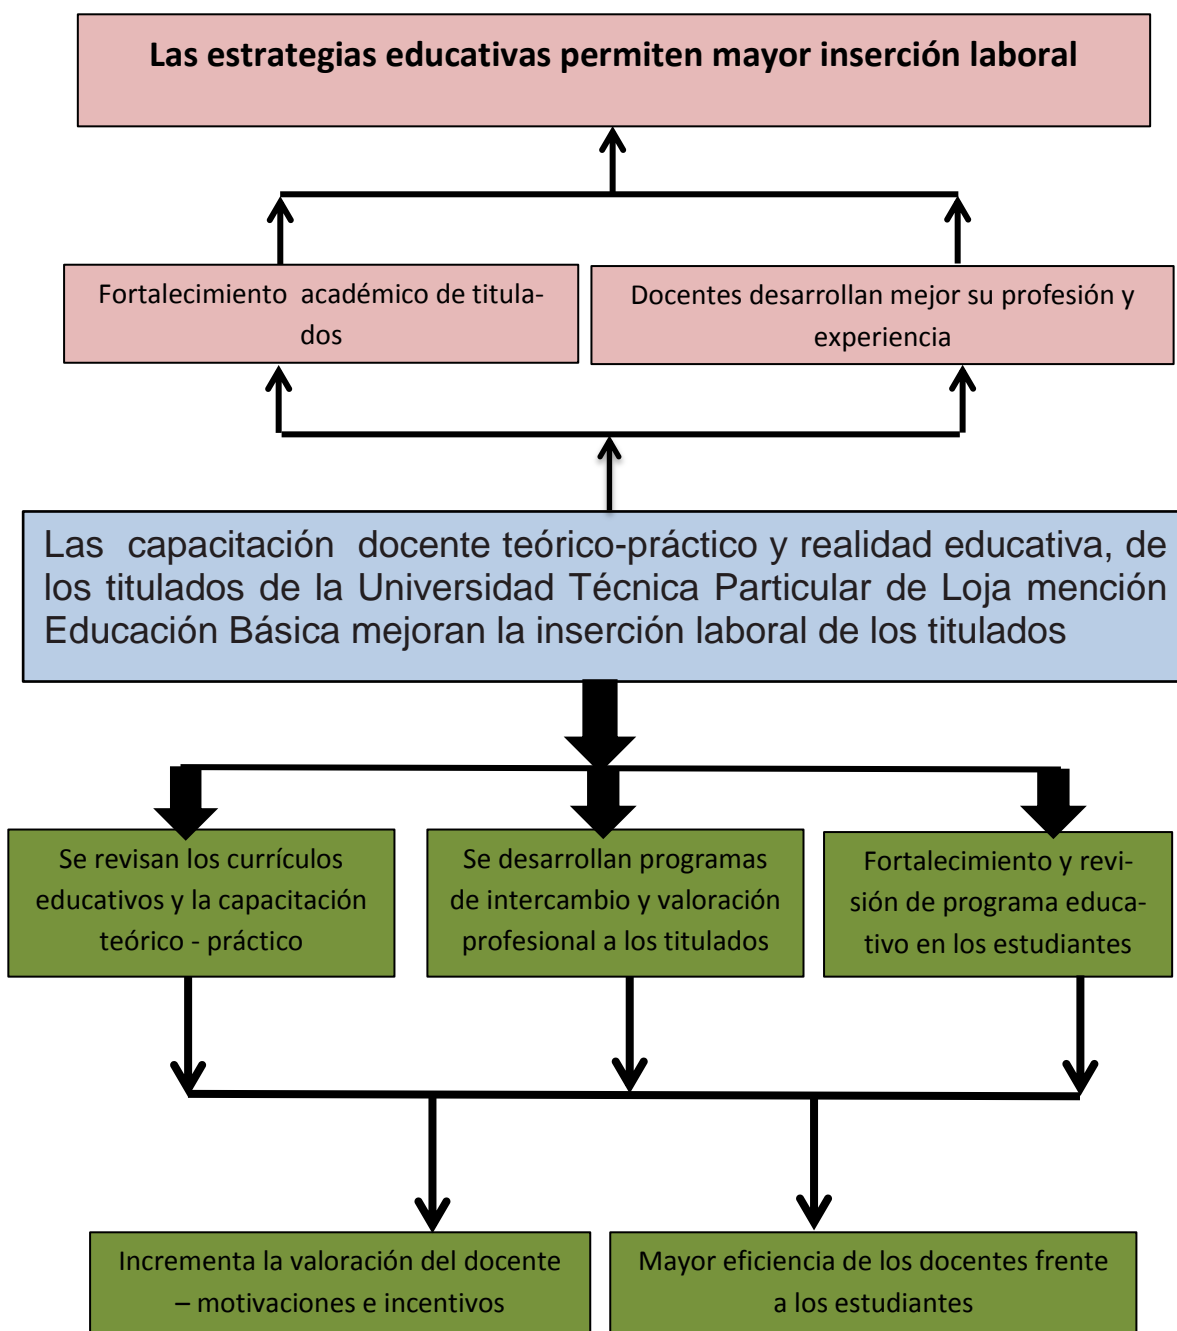 Las estrategias educativas permiten mayor inserción laboral
Fortalecimiento académico de titula-
dos
Docentes desarrollan mejor su profesión y
experiencia
Las capacitación docente teórico-práctico y realidad educativa, de
los titulados de la Universidad Técnica Particular de Loja mención
Educación Básica mejoran la inserción laboral de los titulados
Se revisan los currículos
educativos y la capacitación
teórico - práctico
Se desarrollan programas
de intercambio y valoración
profesional a los titulados
Fortalecimiento y revi-
sión de programa educa-
tivo en los estudiantes
Incrementa la valoración del docente
– motivaciones e incentivos
Mayor eficiencia de los docentes frente
a los estudiantes